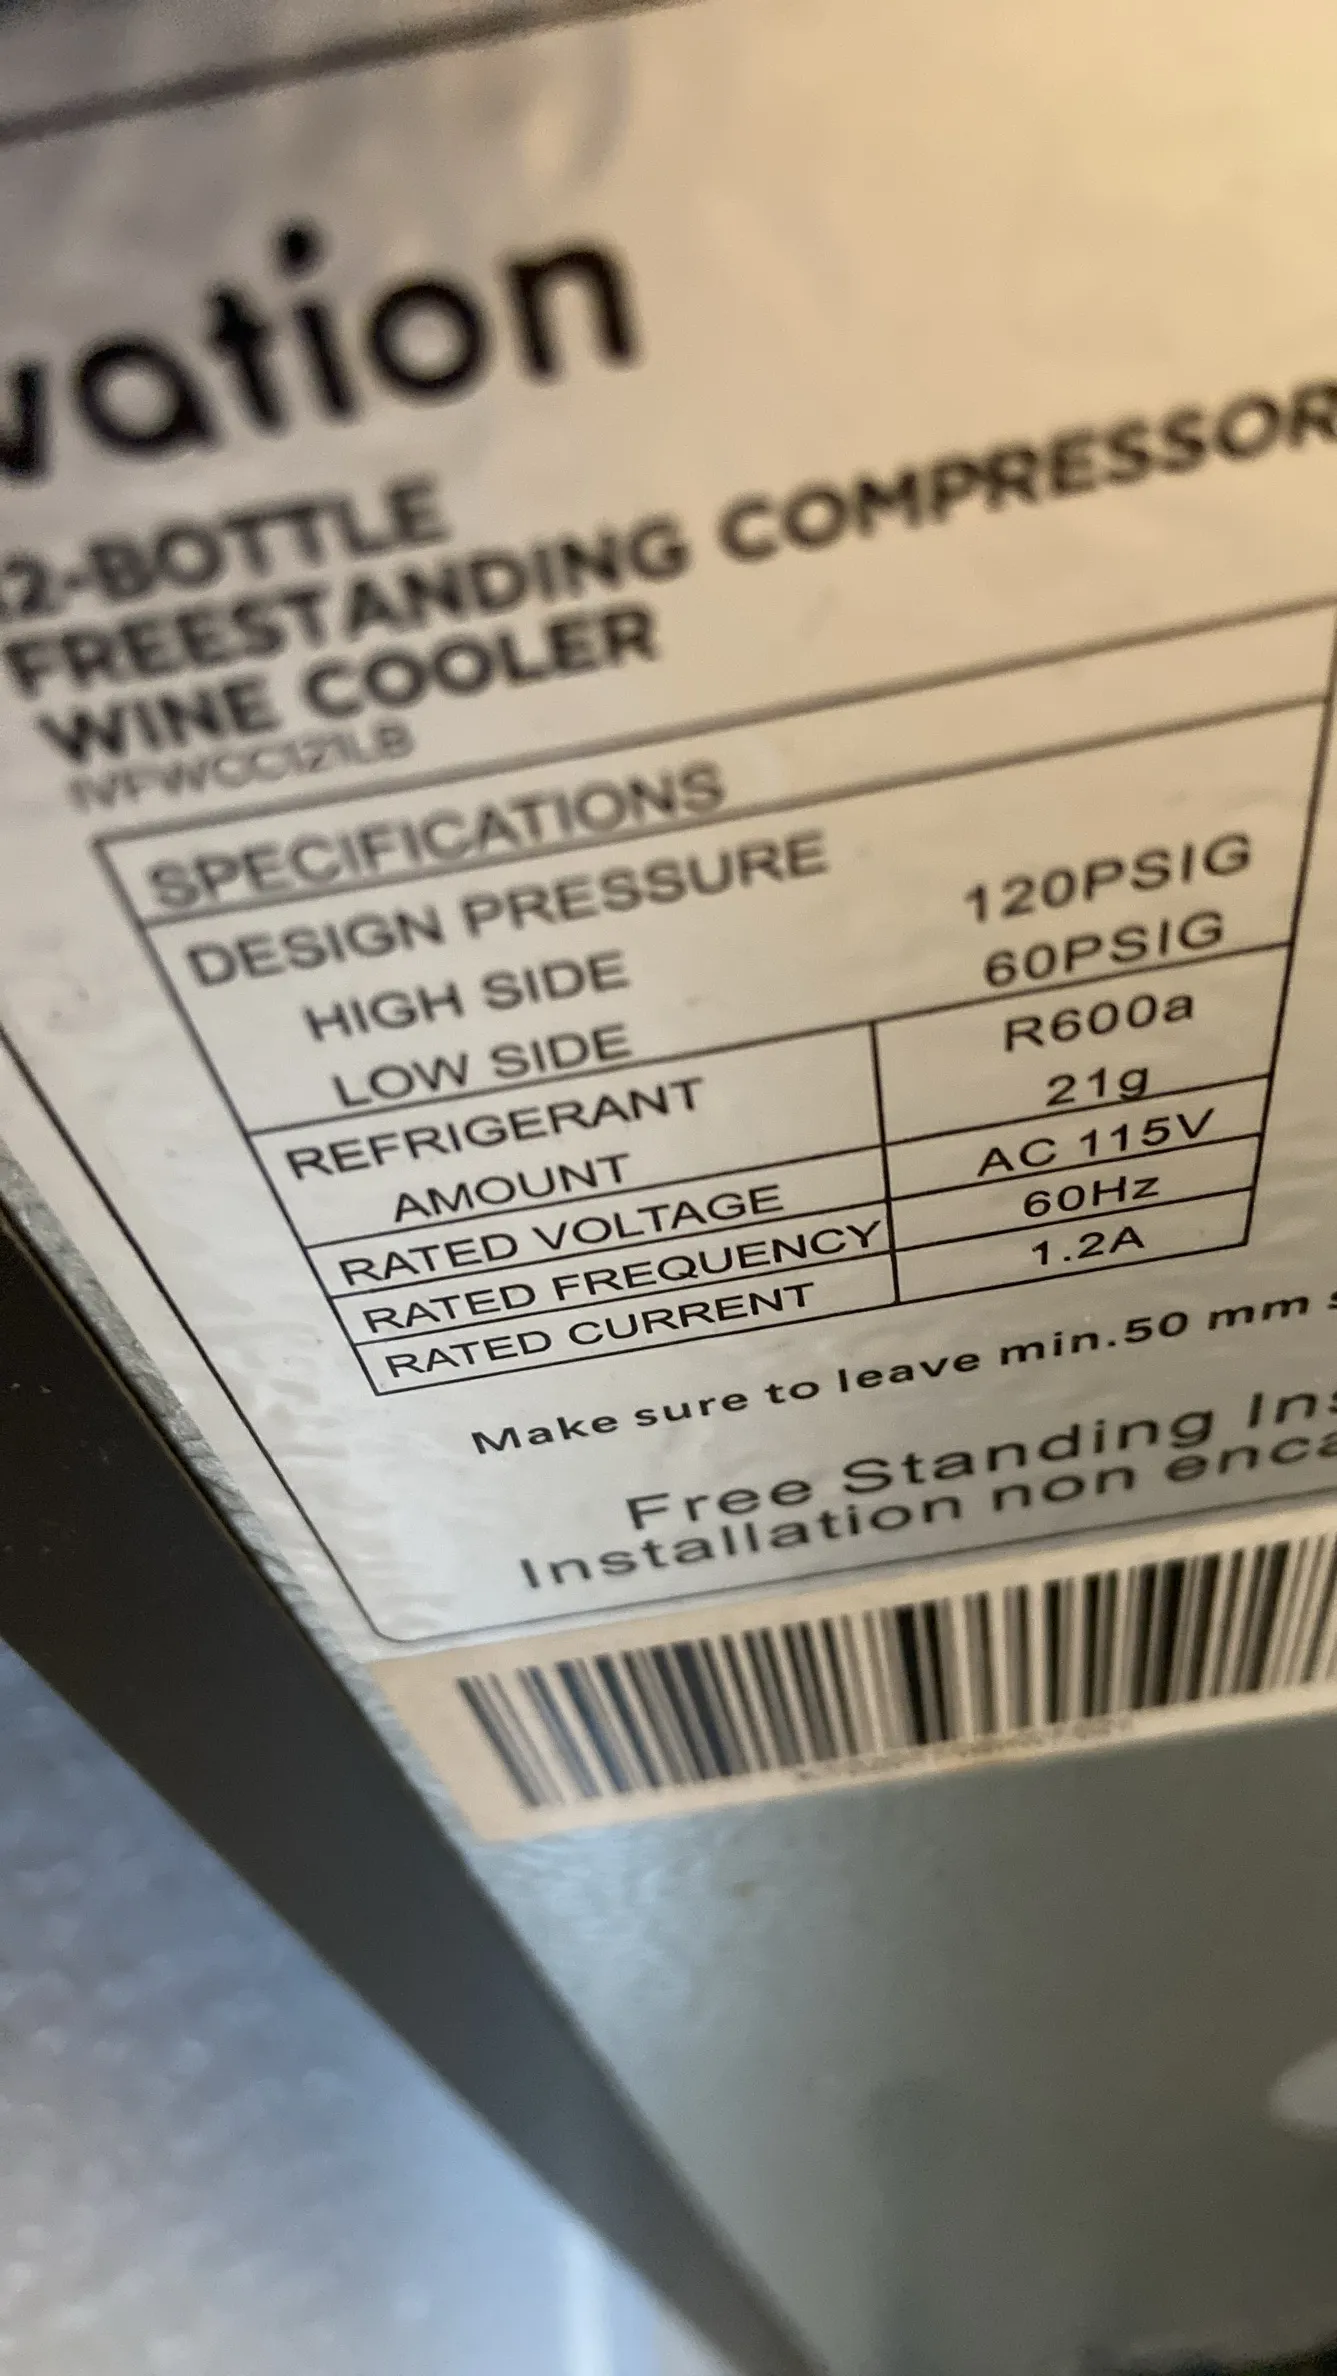 vation
12-BOTTLE
FREESTANDING COMPRESSOR
WINE COOLER
IVFWCC121LB
SPECIFICATIONS
DESIGN PRESSURE
HIGH SIDE 120PSIG
LOW SIDE 60PSIG
REFRIGERANT R600a
AMOUNT 21g
RATED VOLTAGE AC 115V
RATED FREQUENCY 60Hz
RATED CURRENT 1.2A
Make sure to leave min.50 mm
Free Standing
Installation non